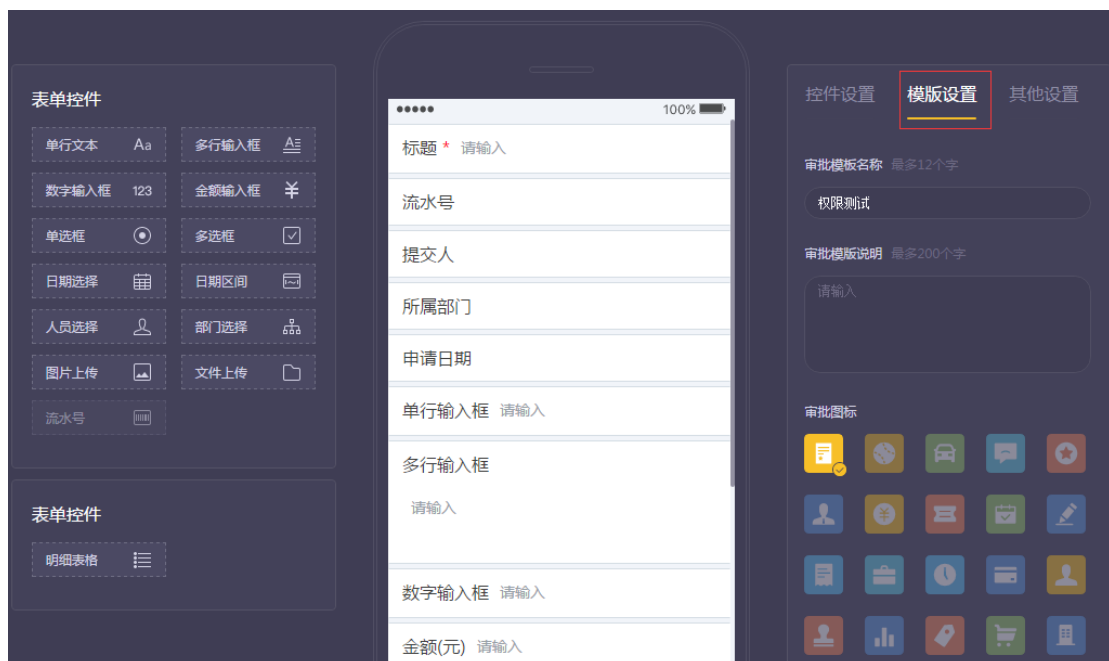 表单控件
单行文本 Aa
多行输入框 A
数字输入框 123
金额输入框 ¥
单选框
多选框
日期选择
日期区间
人员选择
部门选择
图片上传
文件上传
流水号
表单控件
明细表格
100%
标题 * 请输入
流水号
提交人
所属部门
申请日期
单行输入框 请输入
多行输入框
请输入
数字输入框 请输入
金额(元) 请输入
控件设置 模版设置 其他设置
审批模板名称 最多12个字
权限测试
审批模版说明 最多200个字
请输入
审批图标